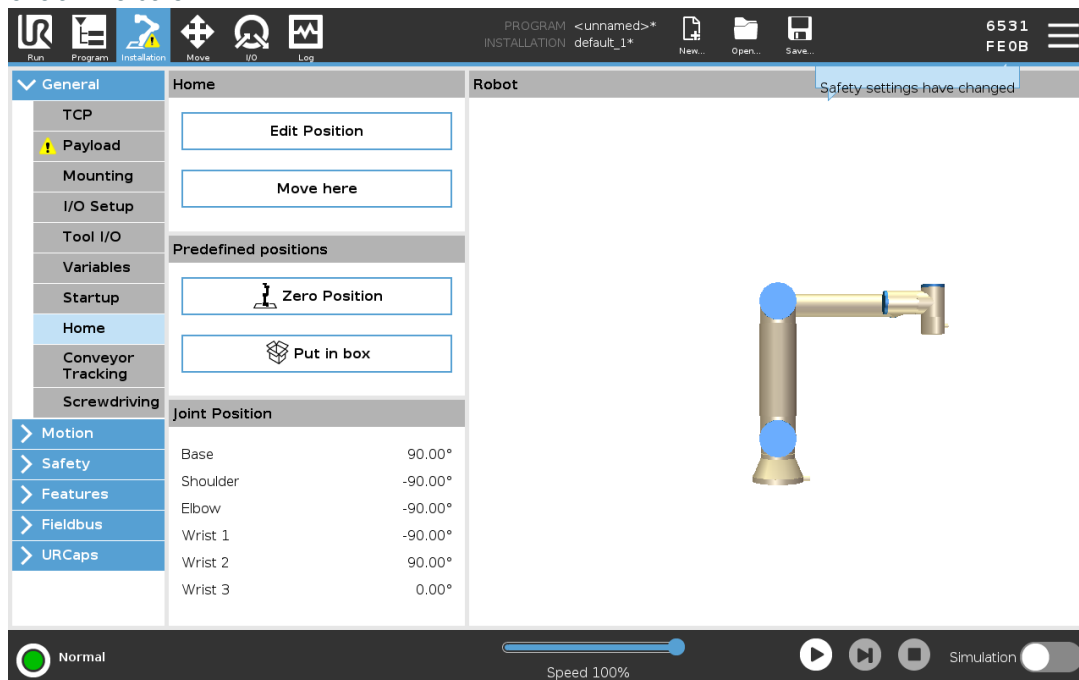 PROGRAM <unnamed>*
INSTALLATION default_1*
UR
Run
Program
Installation
Move
I/O
Log
New...
Open...
Save...
6531
FE0B
Safety settings have changed
General
TCP
Payload
Mounting
I/O Setup
Tool I/O
Variables
Startup
Home
Conveyor
Tracking
Screwdriving
Motion
Safety
Features
Fieldbus
URCaps
Home
Edit Position
Move here
Predefined positions
Zero Position
Put in box
Joint Position
Base 90.00°
Shoulder -90.00°
Elbow -90.00°
Wrist 1 -90.00°
Wrist 2 90.00°
Wrist 3 0.00°
Robot
Normal
Speed 100%
Simulation